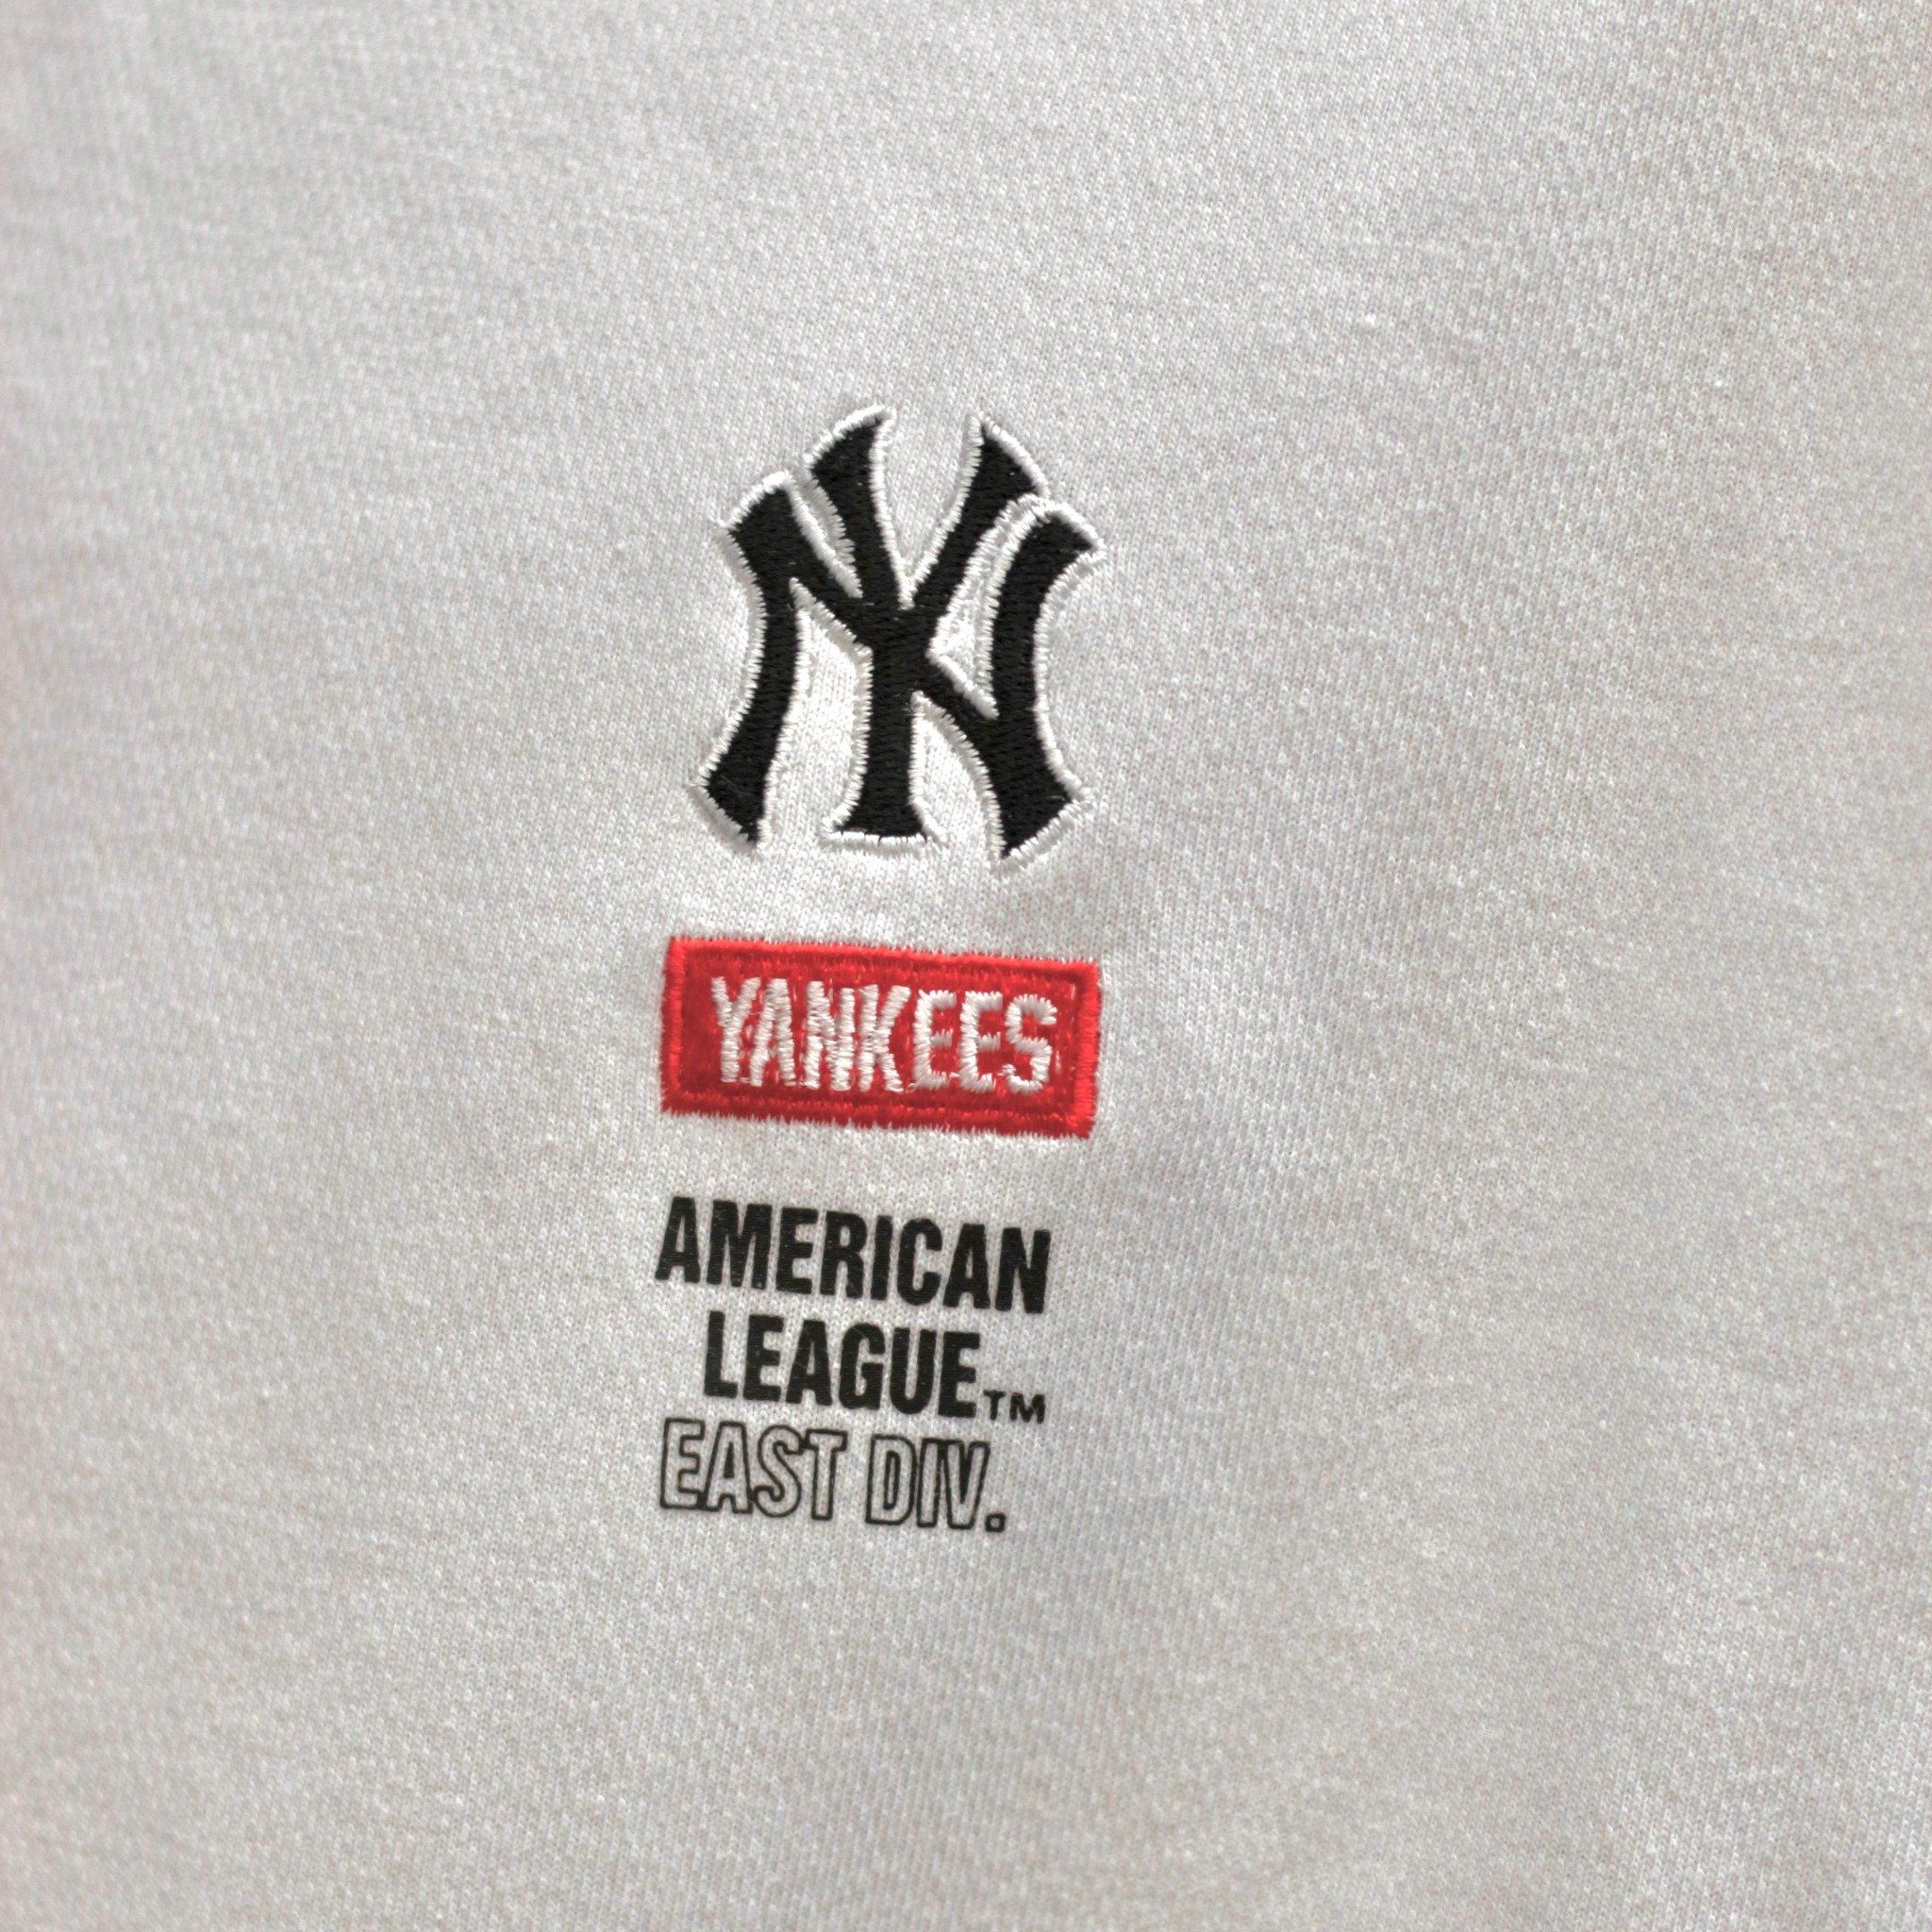 NY
YANKEES
AMERICAN
LEAGUE™
EAST DIV.